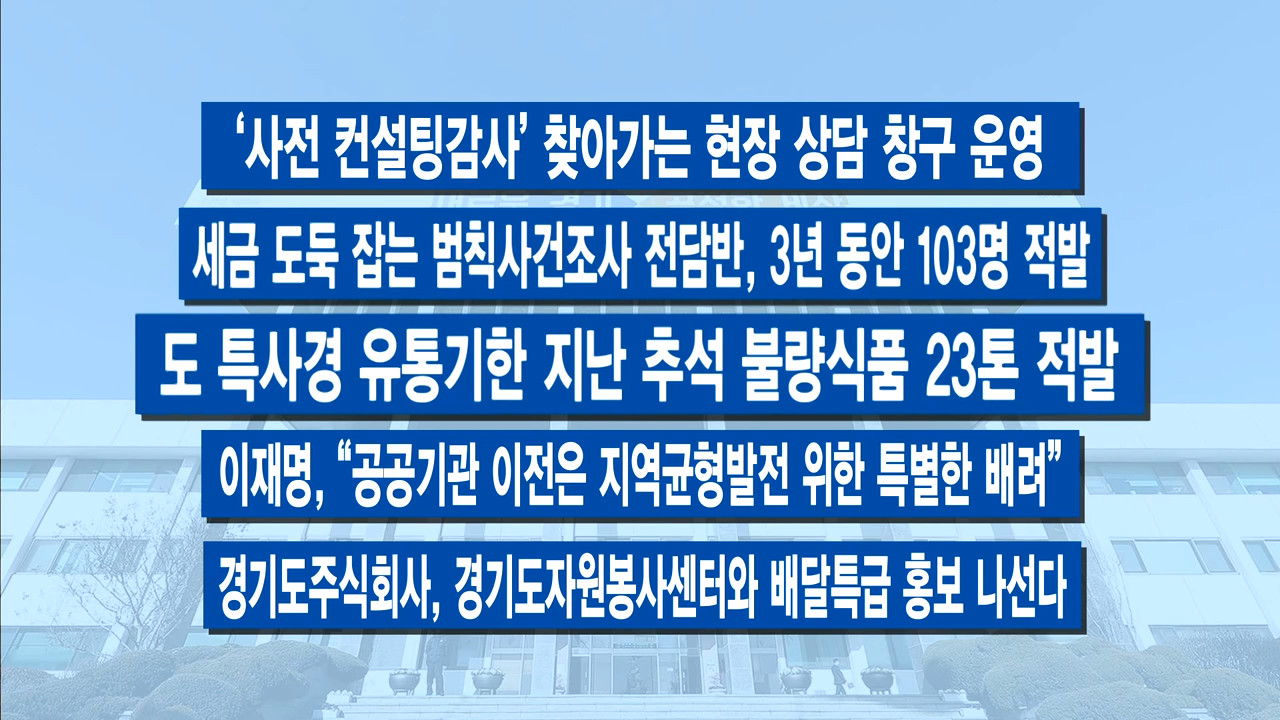 ‘사전 컨설팅감사’ 찾아가는 현장 상담 창구 운영
세금 도둑 잡는 범칙사건조사 전담반, 3년 동안 103명 적발
도 특사경 유통기한 지난 추석 불량식품 23톤 적발
이재명, “공공기관 이전은 지역균형발전 위한 특별한 배려”
경기도주식회사, 경기도자원봉사센터와 배달특급 홍보 나선다